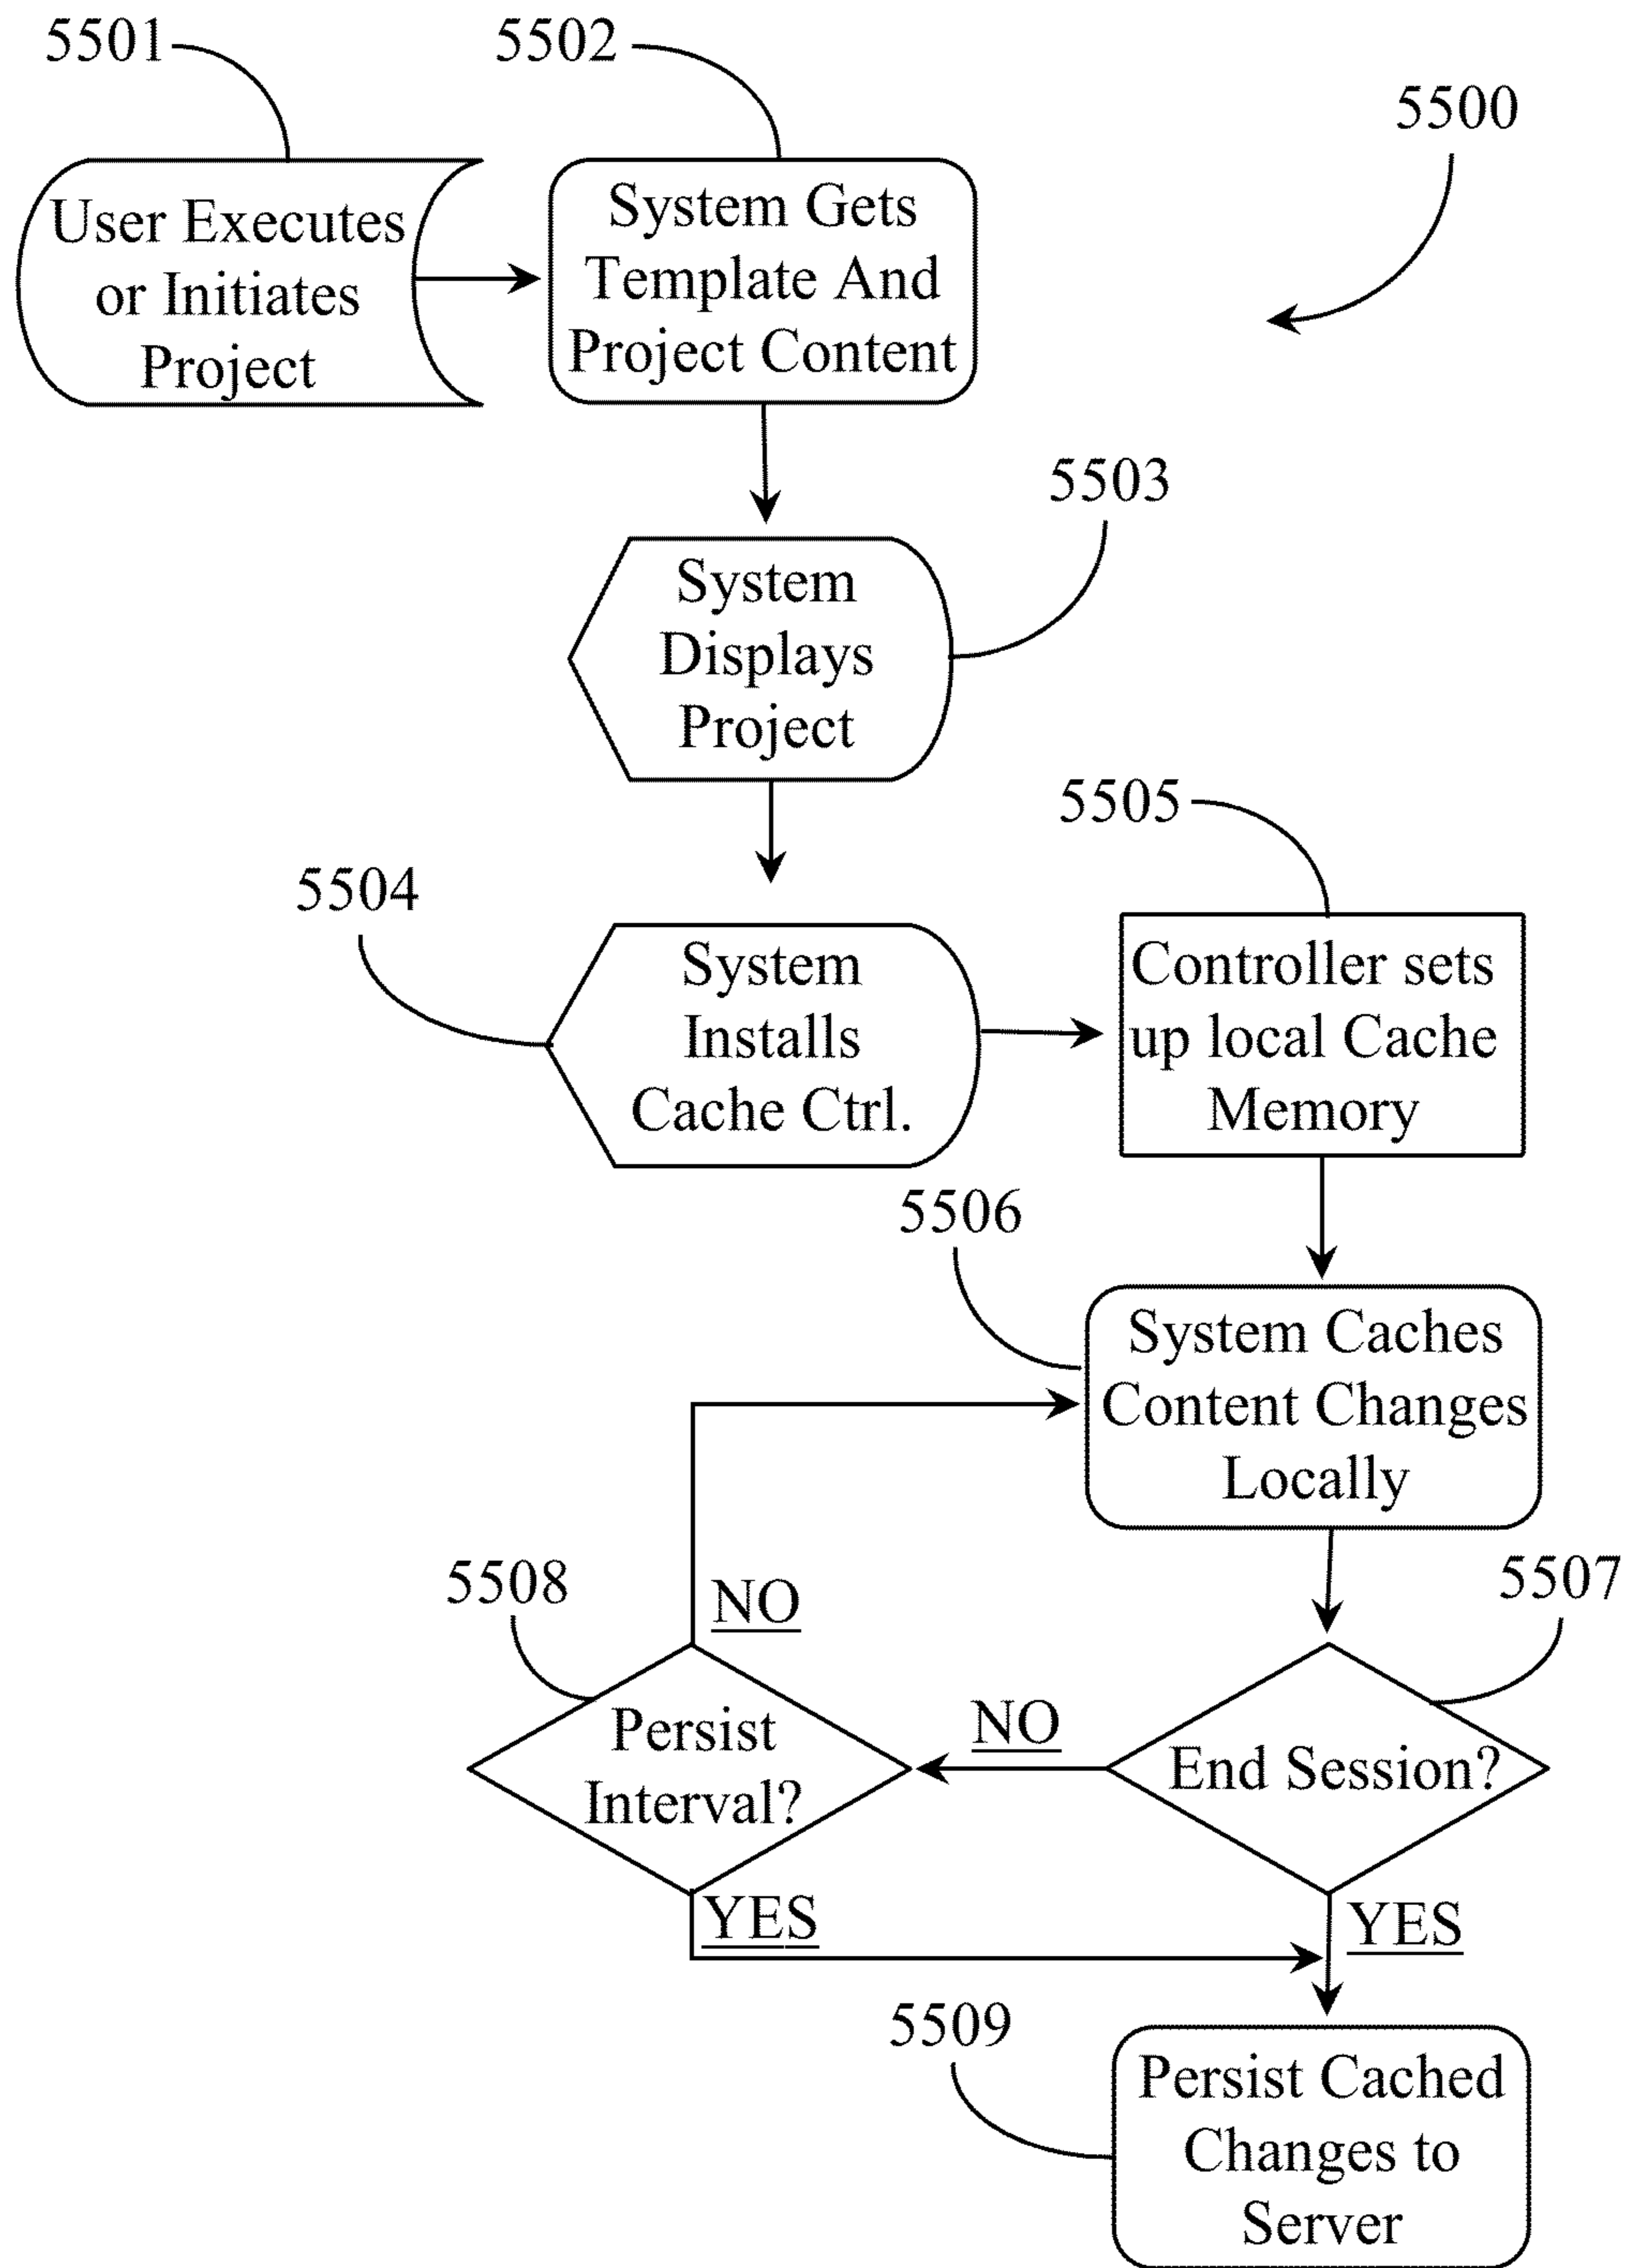 5501
5502
5500
User Executes
or Initiates
Project
System Gets
Template And
Project Content
5503
System
Displays
Project
5505
5504
System
Installs
Cache Ctrl.
Controller sets
up local Cache
Memory
5506
System Caches
Content Changes
Locally
5508
NO
5507
Persist
Interval?
NO
End Session?
YES
YES
5509
Persist Cached
Changes to
Server